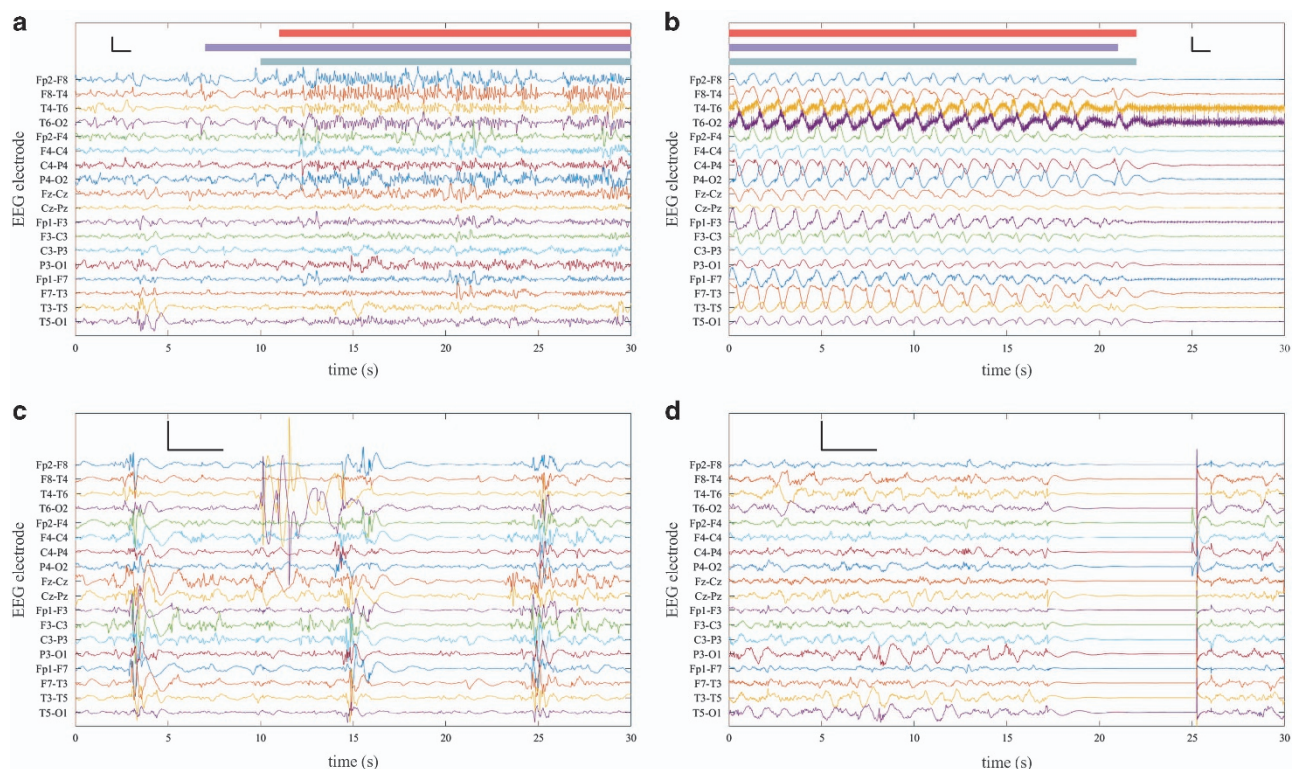 a
EEG electrode
Fp2-F8
F8-T4
T4-T6
T6-O2
Fp2-F4
F4-C4
C4-P4
P4-O2
Fz-Cz
Cz-Pz
Fp1-F3
F3-C3
C3-P3
P3-O1
Fp1-F7
F7-T3
T3-T5
T5-O1
0 5 10 15 20 25 30
time (s)
b
EEG electrode
Fp2-F8
F8-T4
T4-T6
T6-O2
Fp2-F4
F4-C4
C4-P4
P4-O2
Fz-Cz
Cz-Pz
Fp1-F3
F3-C3
C3-P3
P3-O1
Fp1-F7
F7-T3
T3-T5
T5-O1
0 5 10 15 20 25 30
time (s)
c
EEG electrode
Fp2-F8
F8-T4
T4-T6
T6-O2
Fp2-F4
F4-C4
C4-P4
P4-O2
Fz-Cz
Cz-Pz
Fp1-F3
F3-C3
C3-P3
P3-O1
Fp1-F7
F7-T3
T3-T5
T5-O1
0 5 10 15 20 25 30
time (s)
d
EEG electrode
Fp2-F8
F8-T4
T4-T6
T6-O2
Fp2-F4
F4-C4
C4-P4
P4-O2
Fz-Cz
Cz-Pz
Fp1-F3
F3-C3
C3-P3
P3-O1
Fp1-F7
F7-T3
T3-T5
T5-O1
0 5 10 15 20 25 30
time (s)